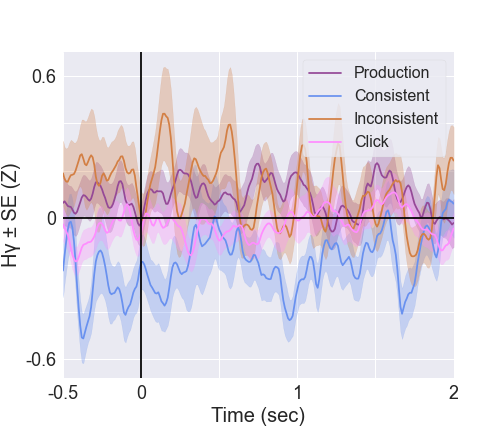 Production
Consistent
Inconsistent
Click
Hγ ± SE (Z)
0.6
0
-0.6
-0.5 0 1 2
Time (sec)